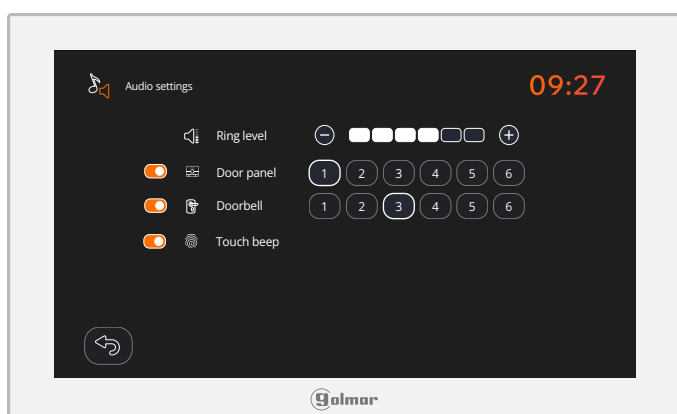 Audio settings
09:27
Ring level
Door panel 1 2 3 4 5 6
Doorbell 1 2 3 4 5 6
Touch beep
golmar